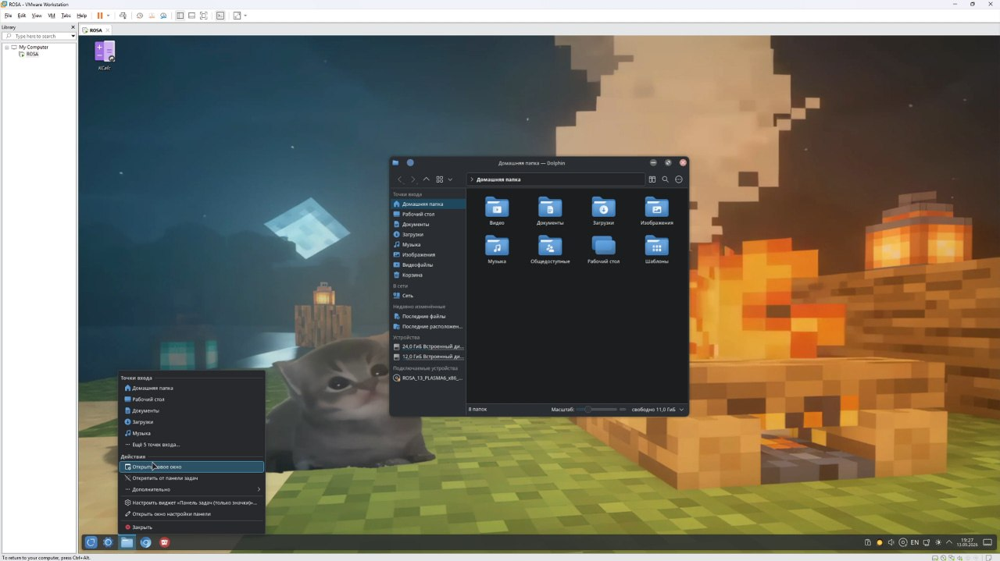 ROSA - VMware Workstation
File Edit View VM Tabs Help
Library
Type here to search
My Computer
ROSA
ROSA
KCalc
Домашняя папка — Dolphin
Домашняя папка
Точки входа
Домашняя папка
Рабочий стол
Документы
Загрузки
Музыка
Изображения
Видеофайлы
Корзина
В сети
Сеть
Недавно изменённые
Последние файлы
Последние расположен...
Устройства
24,0 ГиБ Встроенный ди...
12,0 ГиБ Встроенный ди...
Подключаемые устройства
ROSA_13_PLASMA6_x86_...
Видео Документы Загрузки Изображения
Музыка Общедоступные Рабочий стол Шаблоны
8 папок Масштаб: свободно 11,0 ГиБ
Точки входа
Домашняя папка
Рабочий стол
Документы
Загрузки
Музыка
Ещё 5 точек входа...
Действия
Открыть новое окно
Открепить от панели задач
Дополнительно
Настроить виджет «Панель задач (только значки)»...
Открыть окно настройки панели
Закрыть
EN
19:27
13.09.2026
To return to your computer, press Ctrl+Alt.